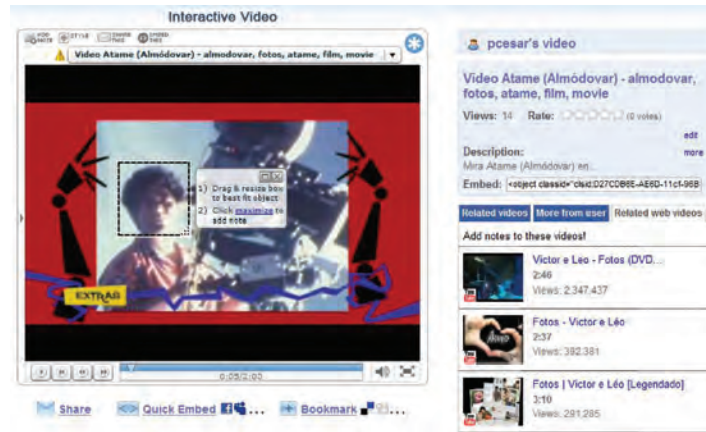 Interactive Video
Video Atame (Almódovar) - almodovar, fotos, atame, film, movie
1) Drag & resize box
to best fit object
2) Click maximize to
add note
EXTRAS
0:05/2:03
Share
Quick Embed
...
Bookmark
...
pcesar's video
Video Atame (Almódovar) - almodovar,
fotos, atame, film, movie
Views: 14 Rate: (0 votes)
edit
Description: more
Mira Atame (Almódovar) en...
Embed: <object classid="clsid:D27CDB6E-AE6D-11cf-96B
Related videos More from user Related web videos
Add notes to these videos!
Victor e Leo - Fotos (DVD...
2:46
Views: 2.347.437
Fotos - Victor e Léo
2:37
Views: 392.381
Fotos | Victor e Léo [Legendado]
3:10
Views: 291.285